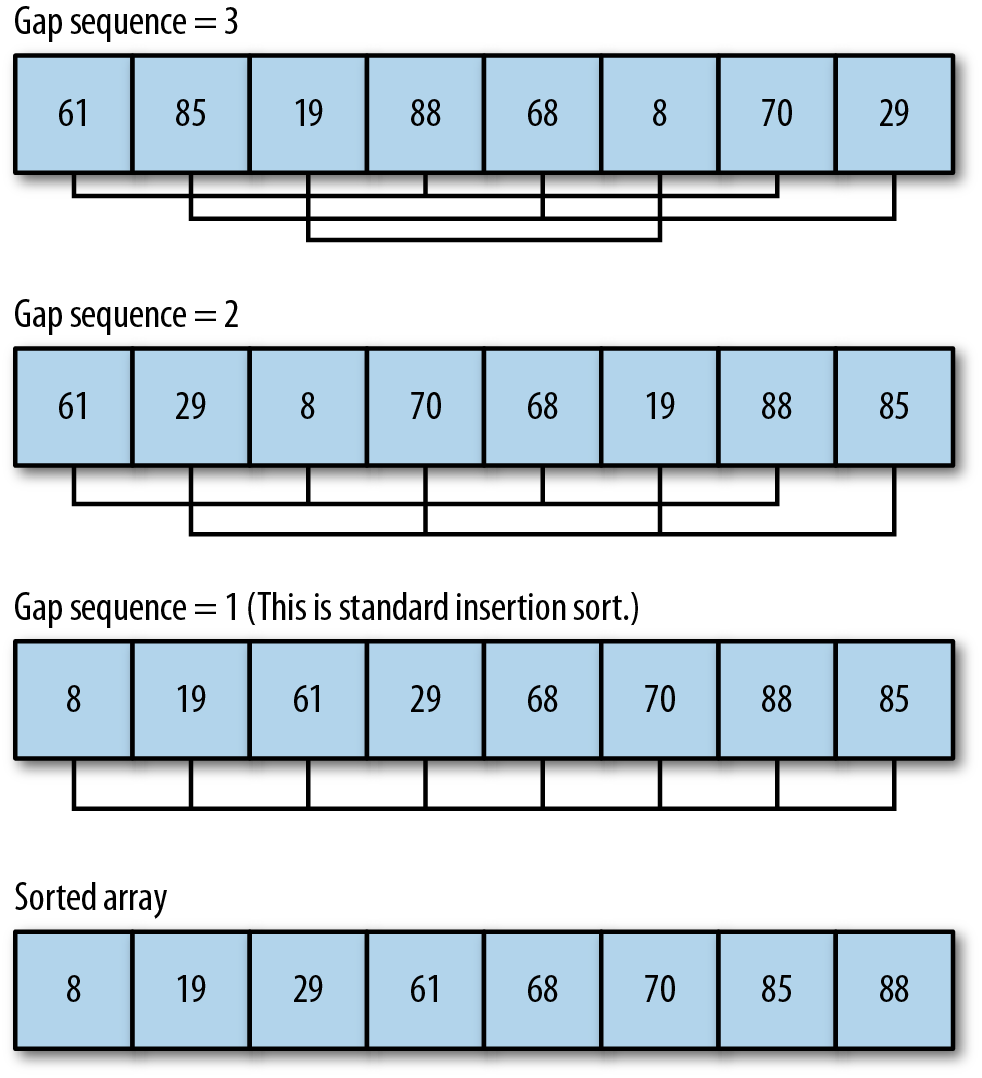 Gap sequence = 3
61 85 19 88 68 8 70 29
Gap sequence = 2
61 29 8 70 68 19 88 85
Gap sequence = 1 (This is standard insertion sort.)
8 19 61 29 68 70 88 85
Sorted array
8 19 29 61 68 70 85 88